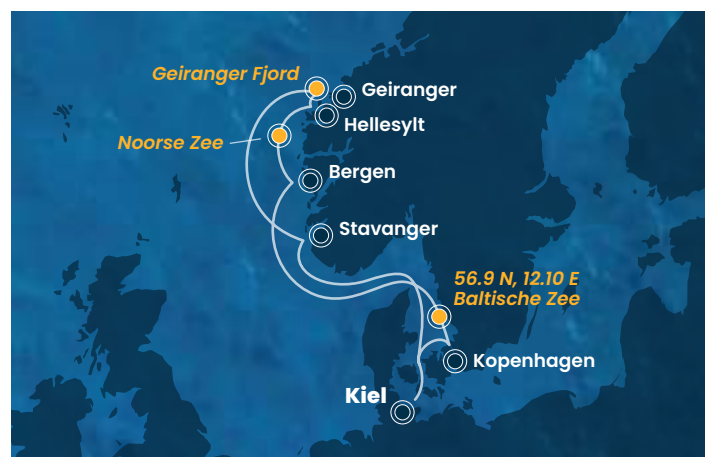 Geiranger Fjord
Geiranger
Hellesylt
Noorse Zee
Bergen
Stavanger
56.9 N, 12.10 E
Baltische Zee
Kopenhagen
Kiel